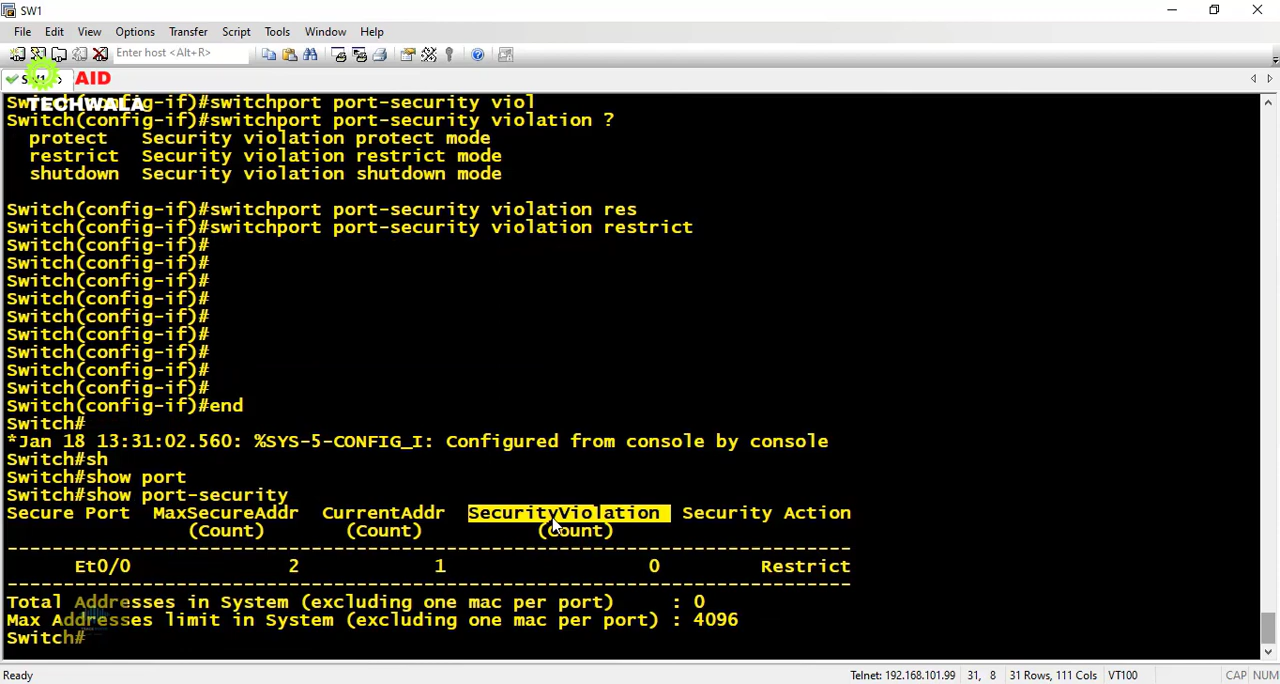 SW1
File Edit View Options Transfer Script Tools Window Help
Enter host <Alt+R>
AID
TECHWALA
Switch(config-if)#switchport port-security viol
Switch(config-if)#switchport port-security violation ?
protect Security violation protect mode
restrict Security violation restrict mode
shutdown Security violation shutdown mode
Switch(config-if)#switchport port-security violation res
Switch(config-if)#switchport port-security violation restrict
Switch(config-if)#
Switch(config-if)#
Switch(config-if)#
Switch(config-if)#
Switch(config-if)#
Switch(config-if)#
Switch(config-if)#
Switch(config-if)#
Switch(config-if)#
Switch(config-if)#end
Switch#
*Jan 18 13:31:02.560: %SYS-5-CONFIG_I: Configured from console by console
Switch#sh
Switch#show port
Switch#show port-security
Secure Port MaxSecureAddr CurrentAddr SecurityViolation Security Action
(Count) (Count) (Count)
---------------------------------------------------------------------------
Et0/0 2 1 0 Restrict
---------------------------------------------------------------------------
Total Addresses in System (excluding one mac per port) : 0
Max Addresses limit in System (excluding one mac per port) : 4096
Switch#
Ready Telnet: 192.168.101.99 31, 8 31 Rows, 111 Cols VT100 CAP NUM